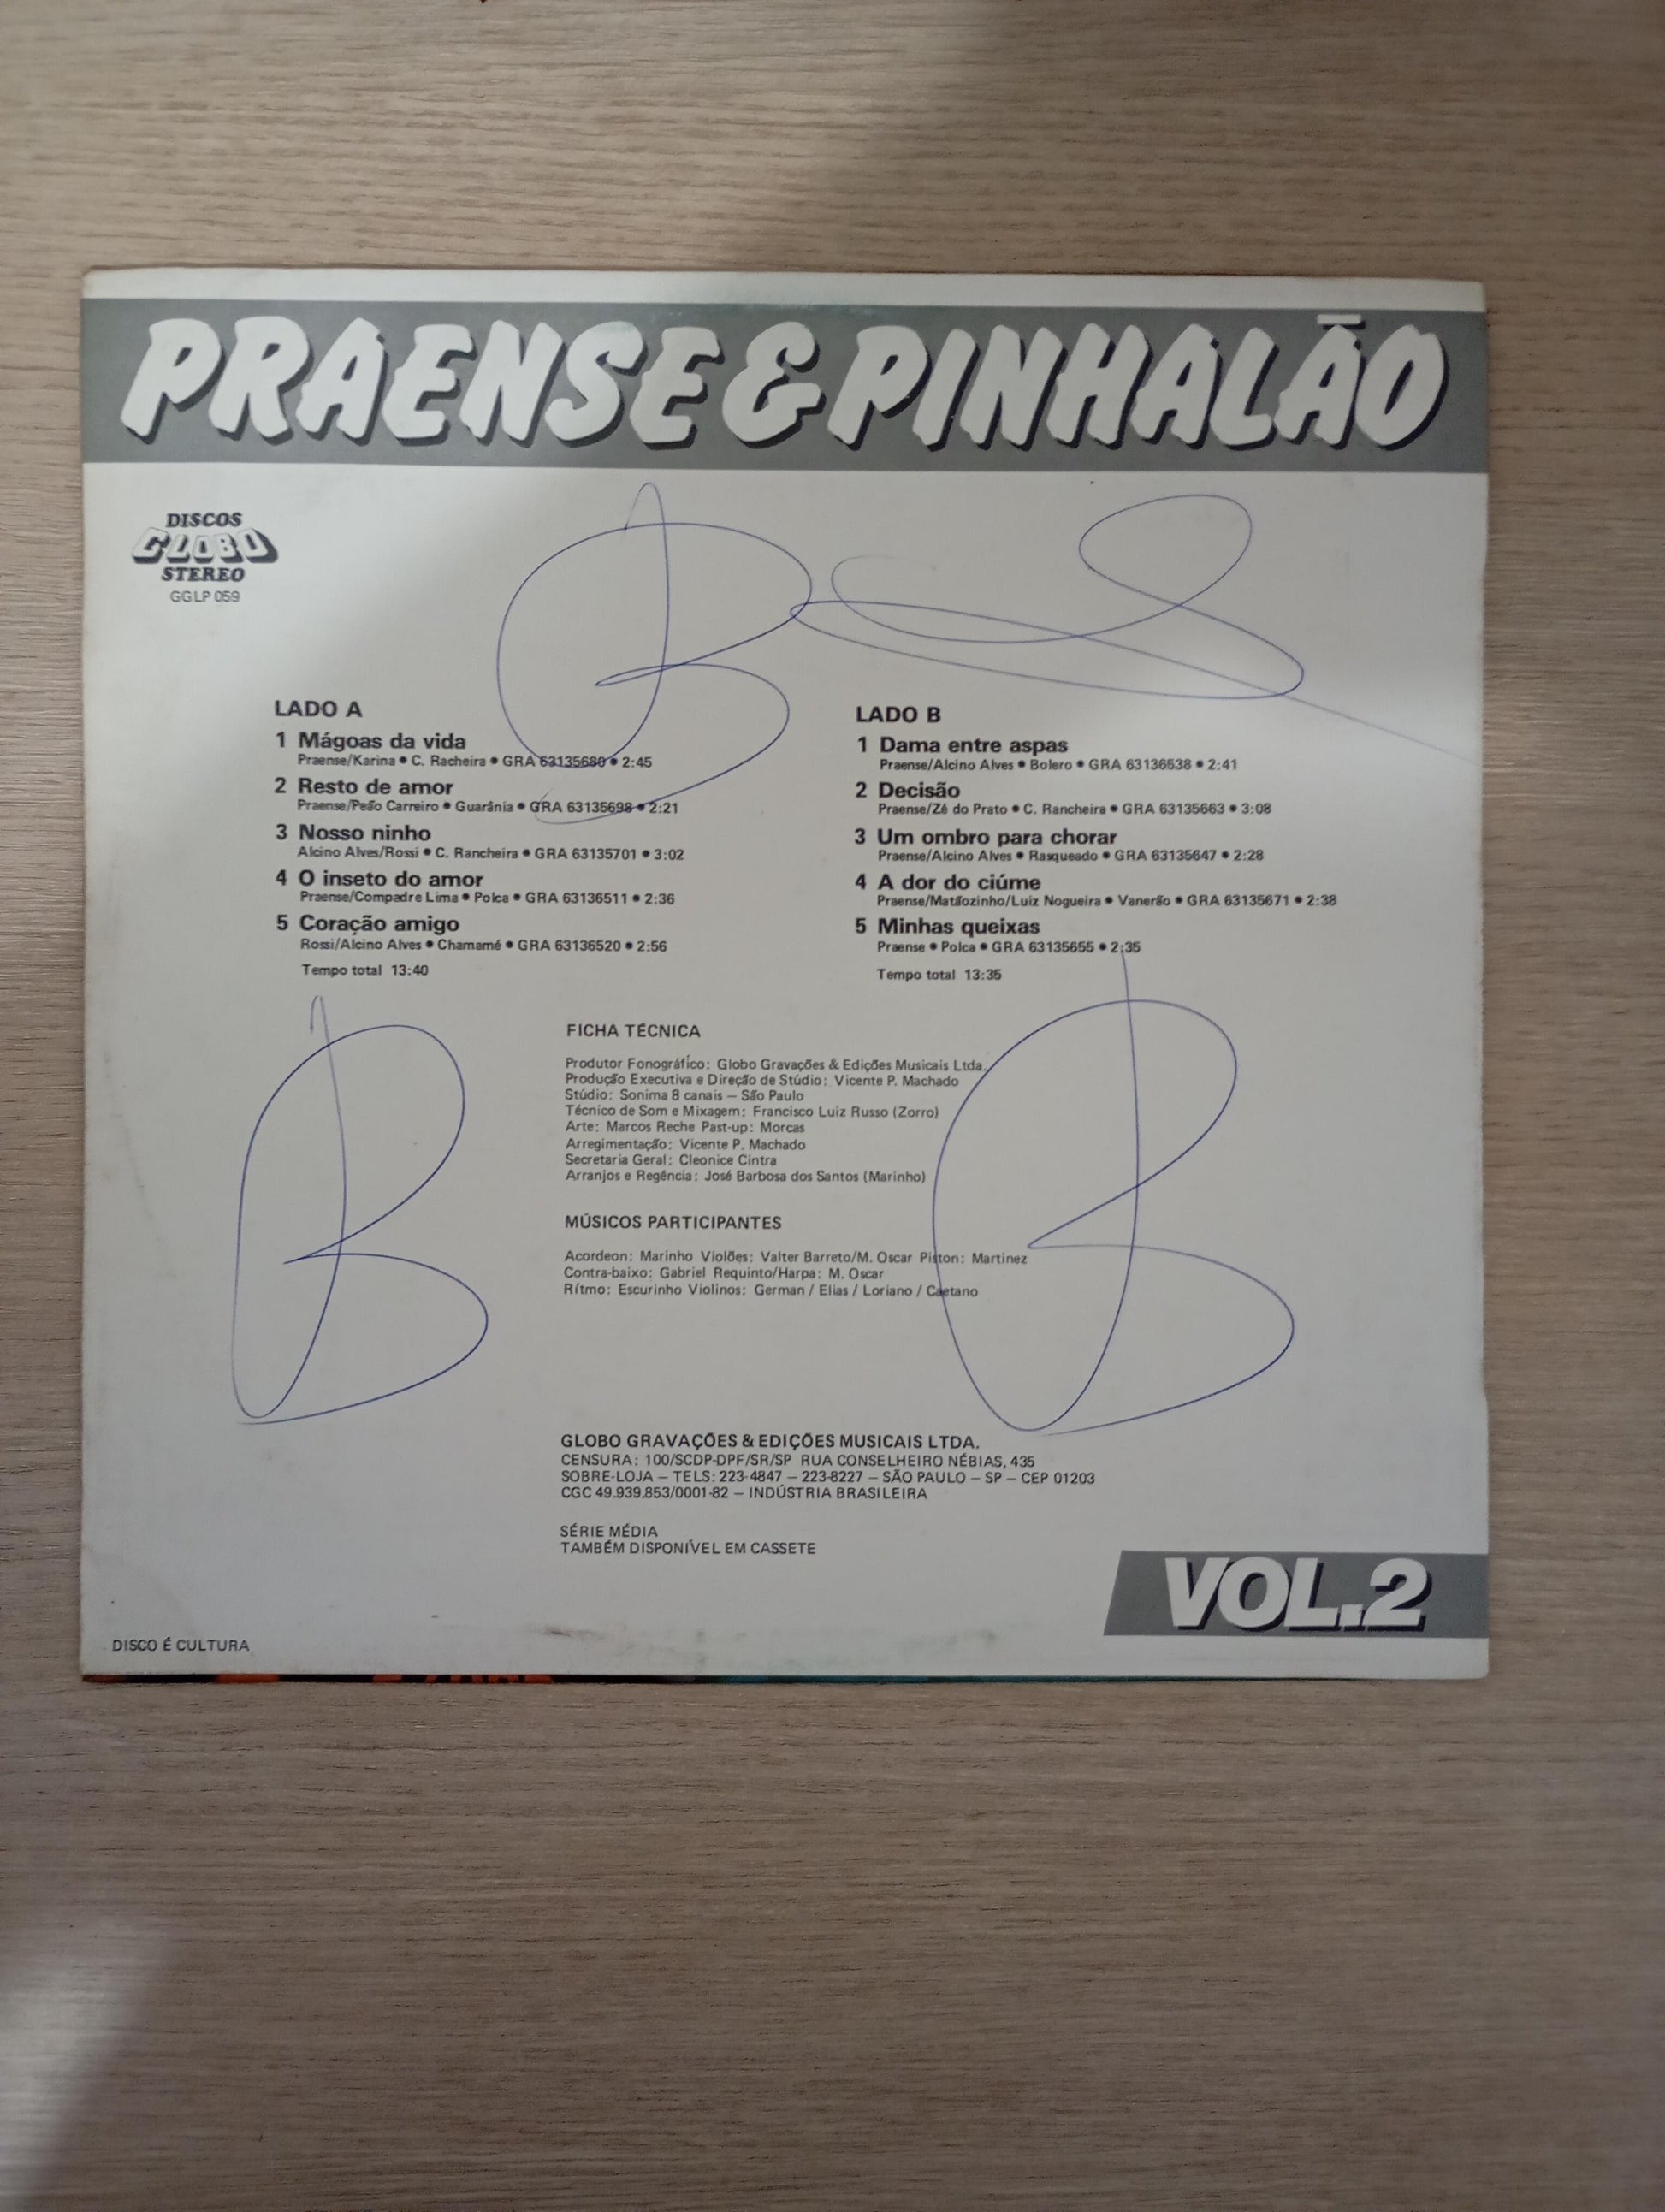 PRAENSE & PINHALÃO
DISCOS
GLOBO
STEREO
GGLP 059
LADO A
1 Mágoas da vida
Praense/Karina • C. Racheira • GRA 63135680 • 2:45
2 Resto de amor
Praense/Peão Carreiro • Guarânia • GRA 63135698 • 2:21
3 Nosso ninho
Alcino Alves/Rossi • C. Rancheira • GRA 63135701 • 3:02
4 O inseto do amor
Praense/Compadre Lima • Polca • GRA 63136511 • 2:36
5 Coração amigo
Rossi/Alcino Alves • Chamamé • GRA 63136520 • 2:56
Tempo total 13:40
LADO B
1 Dama entre aspas
Praense/Alcino Alves • Bolero • GRA 63136538 • 2:41
2 Decisão
Praense/Zé do Prato • C. Rancheira • GRA 63135663 • 3:08
3 Um ombro para chorar
Praense/Alcino Alves • Rasqueado • GRA 63135647 • 2:28
4 A dor do ciúme
Praense/Matãozinho/Luiz Nogueira • Vanerão • GRA 63135671 • 2:38
5 Minhas queixas
Praense • Polca • GRA 63135655 • 2:35
Tempo total 13:35
FICHA TÉCNICA
Produtor Fonográfico: Globo Gravações & Edições Musicais Ltda.
Produção Executiva e Direção de Stúdio: Vicente P. Machado
Stúdio: Sonima 8 canais – São Paulo
Técnico de Som e Mixagem: Francisco Luiz Russo (Zorro)
Arte: Marcos Reche Past-up: Morcas
Arregimentação: Vicente P. Machado
Secretaria Geral: Cleonice Cintra
Arranjos e Regência: José Barbosa dos Santos (Marinho)
MÚSICOS PARTICIPANTES
Acordeon: Marinho Violões: Valter Barreto/M. Oscar Piston: Martinez
Contra-baixo: Gabriel Requinto/Harpa: M. Oscar
Rítmo: Escurinho Violinos: German / Elias / Loriano / Caetano
GLOBO GRAVAÇÕES & EDIÇÕES MUSICAIS LTDA.
CENSURA: 100/SCDP-DPF/SR/SP RUA CONSELHEIRO NÉBIAS, 435
SOBRE-LOJA – TELS: 223-4847 – 223-8227 – SÃO PAULO – SP – CEP 01203
CGC 49.939.853/0001-82 – INDÚSTRIA BRASILEIRA
SÉRIE MÉDIA
TAMBÉM DISPONÍVEL EM CASSETE
VOL.2
DISCO É CULTURA